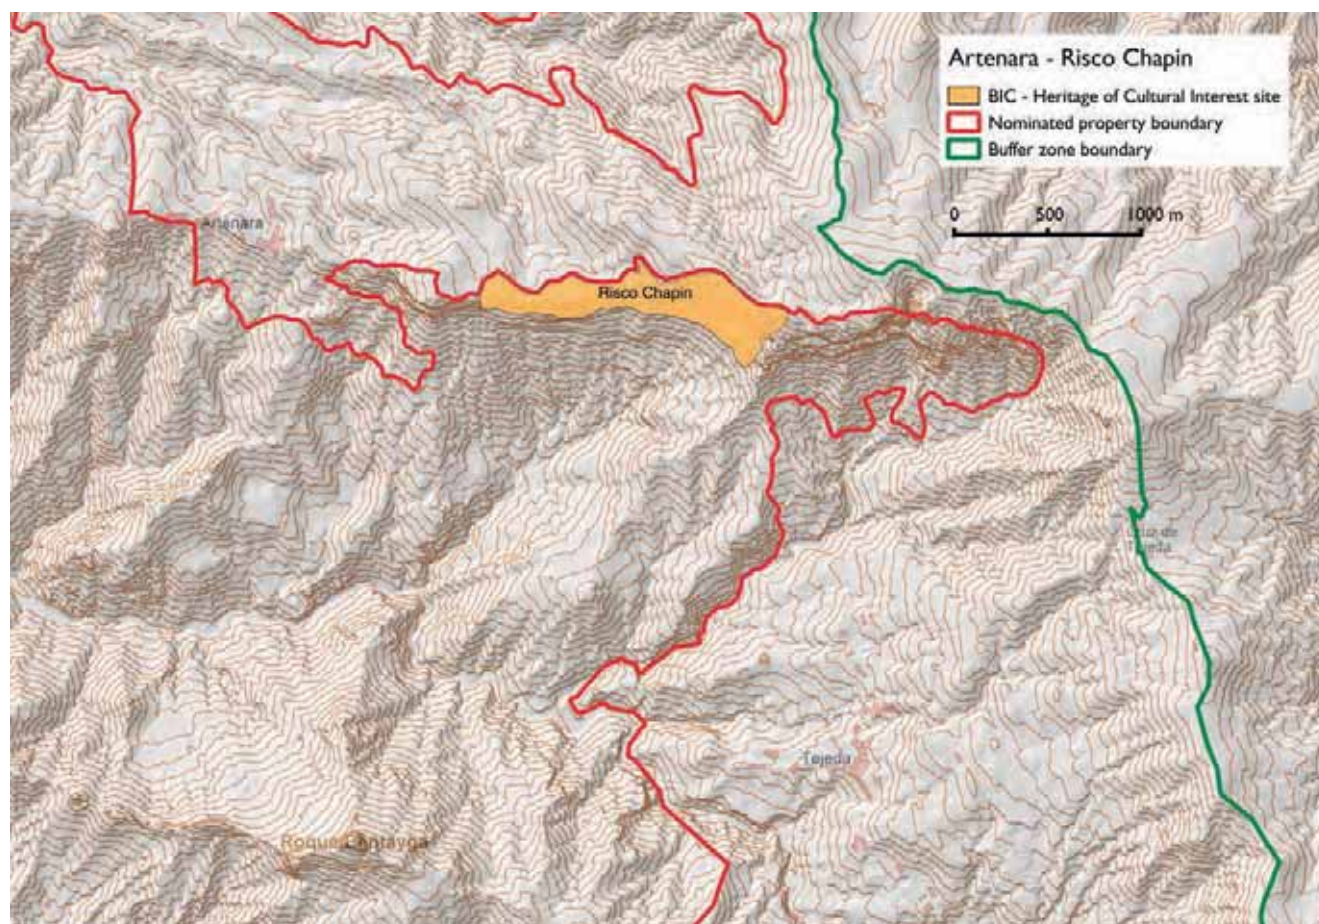 Artenara - Risco Chapin
BIC - Heritage of Cultural Interest site
Nominated property boundary
Buffer zone boundary
0 500 1000 m
Artenara
Risco Chapin
Tejeda
Roque